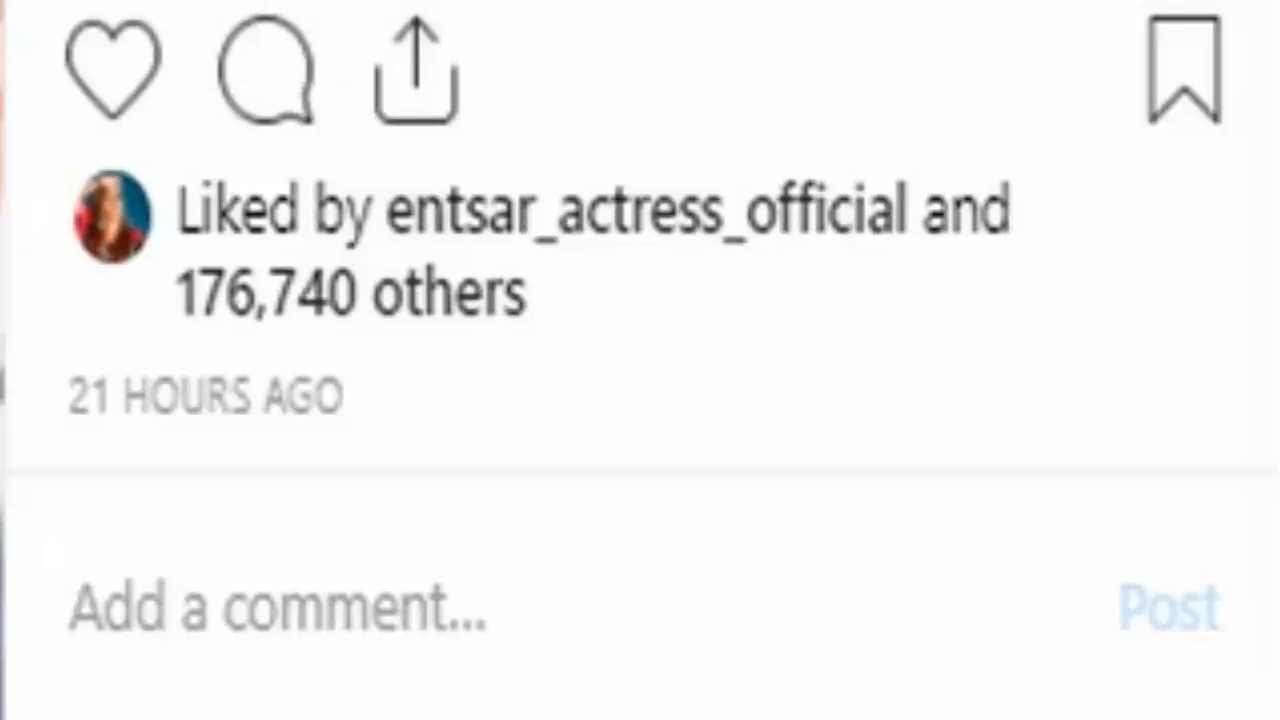 Liked by entsar_actress_official and
176,740 others
21 HOURS AGO
Add a comment...
Post